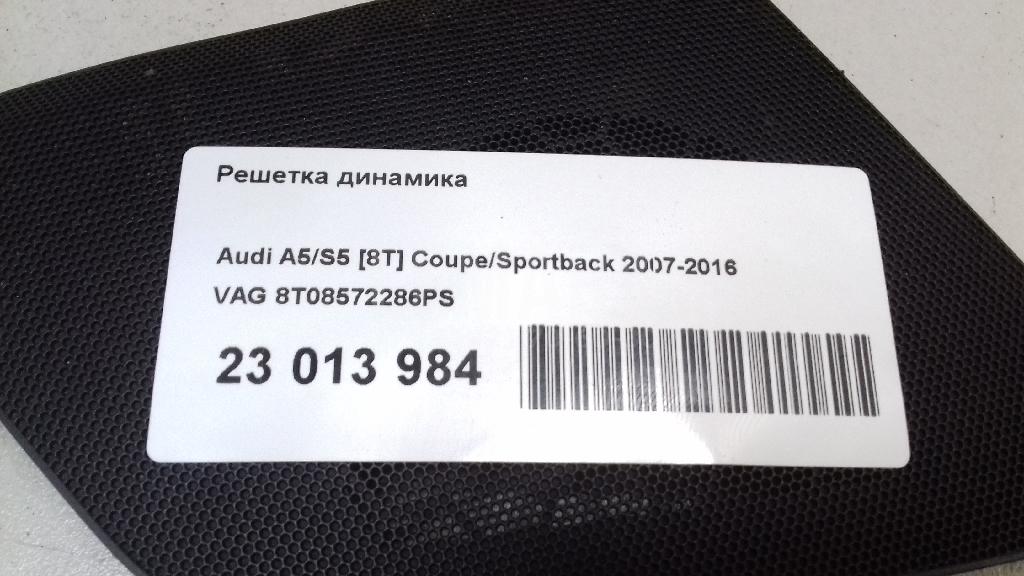 Решетка динамика
Audi A5/S5 [8T] Coupe/Sportback 2007-2016
VAG 8T08572286PS
23 013 984